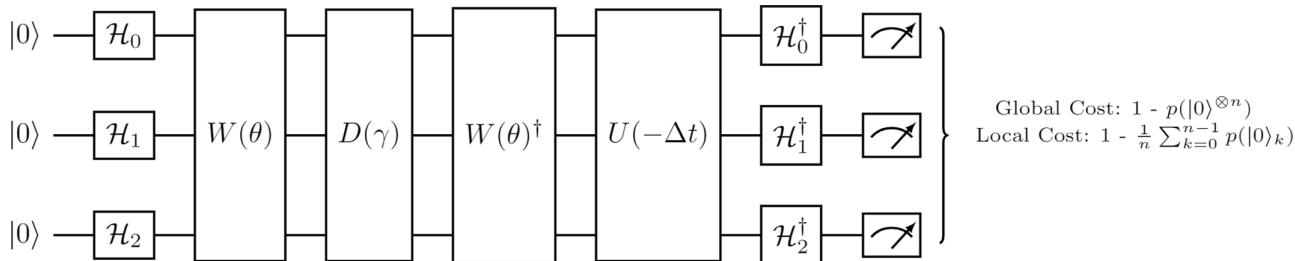 |0⟩ ℋ₀ ℋ₀†
|0⟩ ℋ₁ W(θ) D(γ) W(θ)† U(−Δt) ℋ₁†
|0⟩ ℋ₂ ℋ₂†
Global Cost: 1 - p(|0⟩^⊗n)
Local Cost: 1 - 1/n ∑_{k=0}^{n−1} p(|0⟩ₖ)